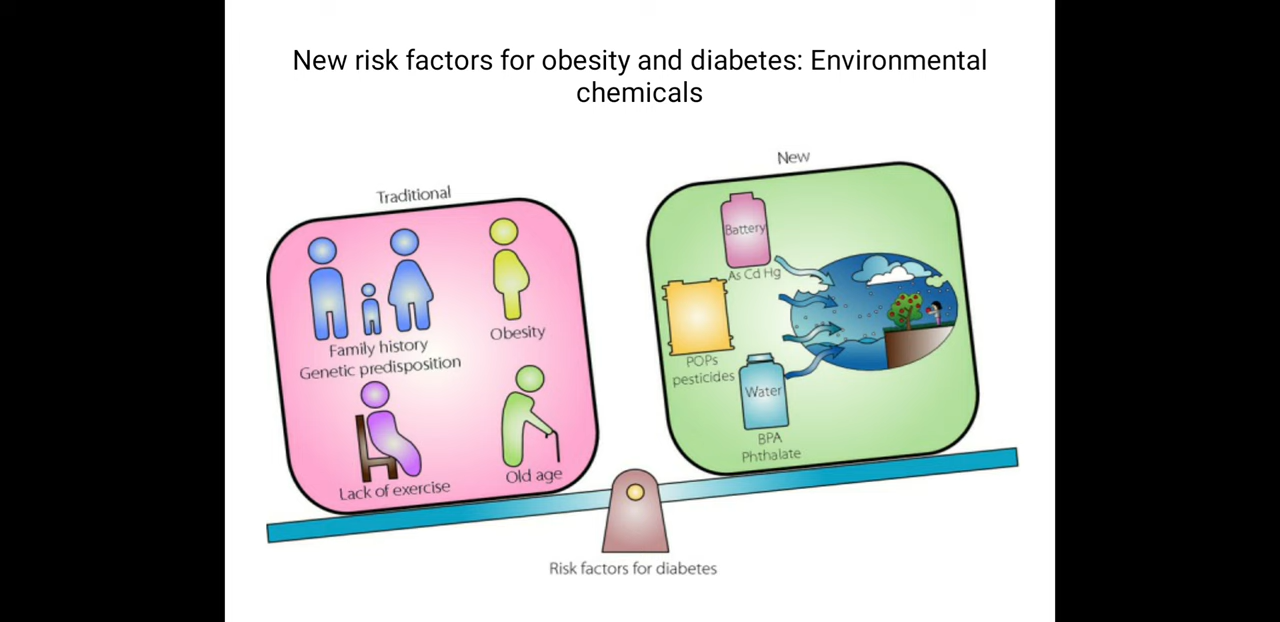 New risk factors for obesity and diabetes: Environmental
chemicals
Traditional
Family history
Genetic predisposition
Obesity
Lack of exercise
Old age
New
Battery
As Cd Hg
POPs
pesticides
Water
BPA
Phthalate
Risk factors for diabetes